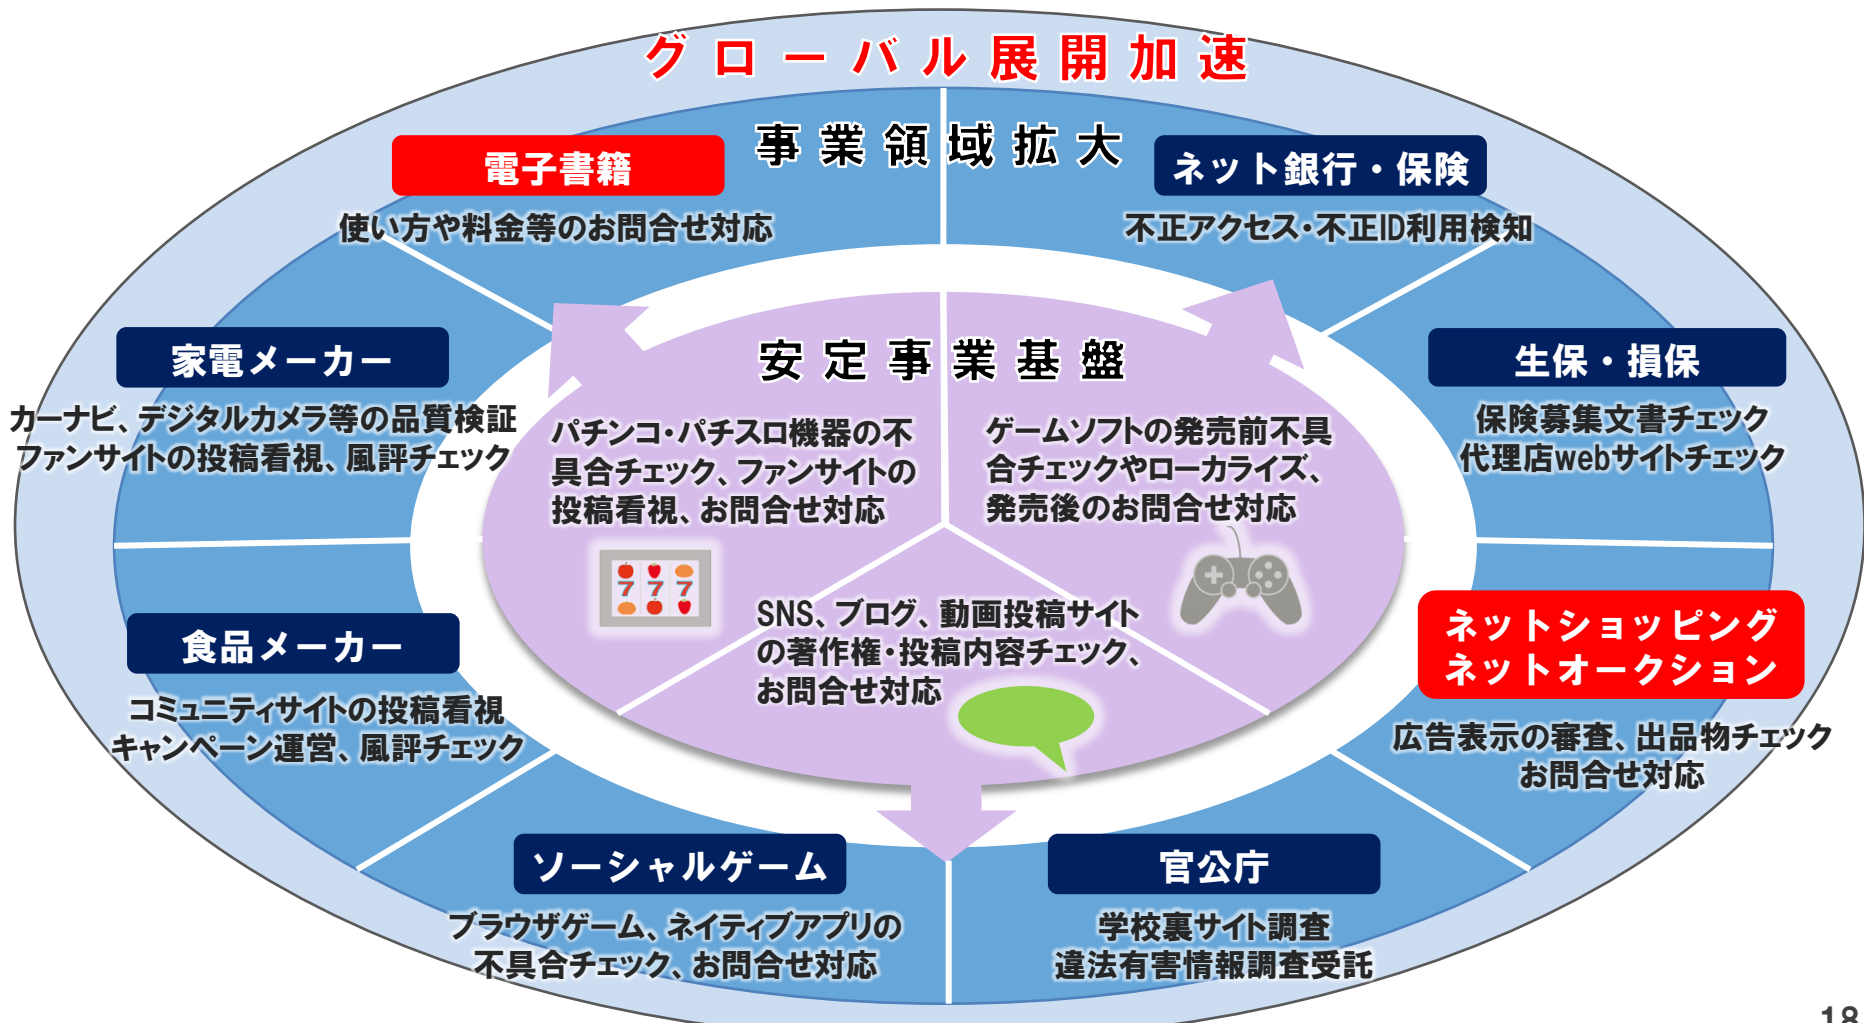 グローバル展開加速
事業領域拡大
電子書籍
使い方や料金等のお問合せ対応
ネット銀行・保険
不正アクセス・不正ID利用検知
家電メーカー
カーナビ、デジタルカメラ等の品質検証
ファンサイトの投稿看視、風評チェック
生保・損保
保険募集文書チェック
代理店webサイトチェック
安定事業基盤
パチンコ・パチスロ機器の不
具合チェック、ファンサイトの
投稿看視、お問合せ対応
ゲームソフトの発売前不具
合チェックやローカライズ、
発売後のお問合せ対応
7 7 7
SNS、ブログ、動画投稿サイト
の著作権・投稿内容チェック、
お問合せ対応
食品メーカー
コミュニティサイトの投稿看視
キャンペーン運営、風評チェック
ネットショッピング
ネットオークション
広告表示の審査、出品物チェック
お問合せ対応
ソーシャルゲーム
ブラウザゲーム、ネイティブアプリの
不具合チェック、お問合せ対応
官公庁
学校裏サイト調査
違法有害情報調査受託
18